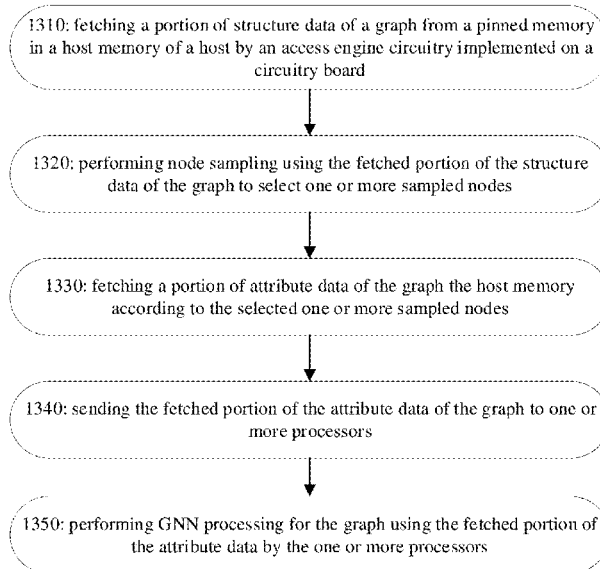 1310: fetching a portion of structure data of a graph from a pinned memory
in a host memory of a host by an access engine circuitry implemented on a
circuitry board
1320: performing node sampling using the fetched portion of the structure
data of the graph to select one or more sampled nodes
1330: fetching a portion of attribute data of the graph the host memory
according to the selected one or more sampled nodes
1340: sending the fetched portion of the attribute data of the graph to one or
more processors
1350: performing GNN processing for the graph using the fetched portion of
the attribute data by the one or more processors